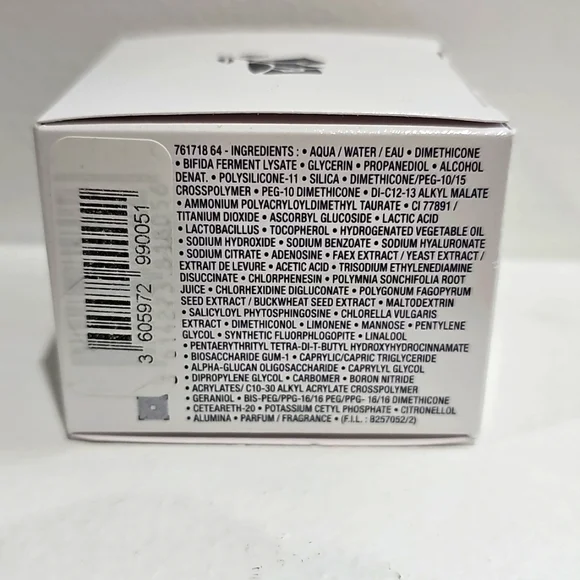 761718 64 - INGREDIENTS : • AQUA / WATER / EAU • DIMETHICONE
• BIFIDA FERMENT LYSATE • GLYCERIN • PROPANEDIOL • ALCOHOL
DENAT. • POLYSILICONE-11 • SILICA • DIMETHICONE/PEG-10/15
CROSSPOLYMER • PEG-10 DIMETHICONE • DI-C12-13 ALKYL MALATE
• AMMONIUM POLYACRYLOYLDIMETHYL TAURATE • CI 77891 /
TITANIUM DIOXIDE • ASCORBYL GLUCOSIDE • LACTIC ACID
• LACTOBACILLUS • TOCOPHEROL • HYDROGENATED VEGETABLE OIL
• SODIUM HYDROXIDE • SODIUM BENZOATE • SODIUM HYALURONATE
• SODIUM CITRATE • ADENOSINE • FAEX EXTRACT / YEAST EXTRACT /
EXTRAIT DE LEVURE • ACETIC ACID • TRISODIUM ETHYLENEDIAMINE
DISUCCINATE • CHLORPHENESIN • POLYMNIA SONCHIFOLIA ROOT
JUICE • CHLORHEXIDINE DIGLUCONATE • POLYGONUM FAGOPYRUM
SEED EXTRACT / BUCKWHEAT SEED EXTRACT • MALTODEXTRIN
• SALICYLOYL PHYTOSPHINGOSINE • CHLORELLA VULGARIS
EXTRACT • DIMETHICONOL • LIMONENE • MANNOSE • PENTYLENE
GLYCOL • SYNTHETIC FLUORPHLOGOPITE • LINALOOL
• PENTAERYTHRITYL TETRA-DI-T-BUTYL HYDROXYHYDROCINNAMATE
• BIOSACCHARIDE GUM-1 • CAPRYLIC/CAPRIC TRIGLYCERIDE
• ALPHA-GLUCAN OLIGOSACCHARIDE • CAPRYLYL GLYCOL
• DIPROPYLENE GLYCOL • CARBOMER • BORON NITRIDE
• ACRYLATES/ C10-30 ALKYL ACRYLATE CROSSPOLYMER
• GERANIOL • BIS-PEG/PPG-16/16 PEG/PPG- 16/16 DIMETHICONE
• CETEARETH-20 • POTASSIUM CETYL PHOSPHATE • CITRONELLOL
• ALUMINA • PARFUM / FRAGRANCE • (F.I.L. : B257052/2)
3 605972 990051